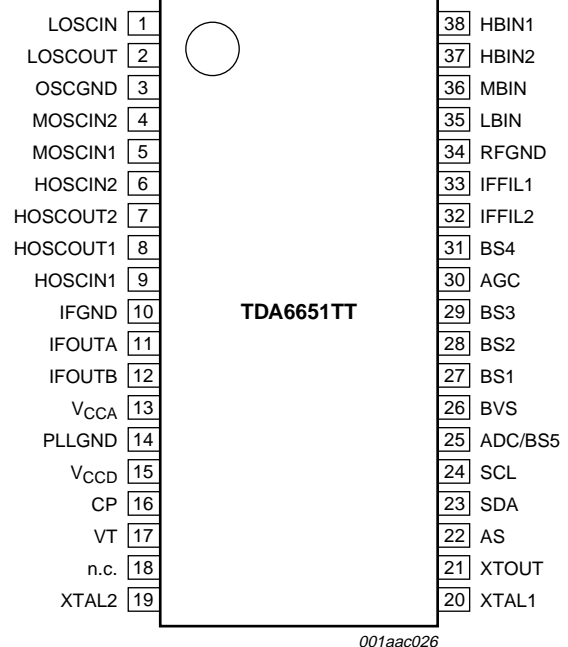 LOSCIN 1 38 HBIN1
LOSCOUT 2 37 HBIN2
OSCGND 3 36 MBIN
MOSCIN2 4 35 LBIN
MOSCIN1 5 34 RFGND
HOSCIN2 6 33 IFFIL1
HOSCOUT2 7 32 IFFIL2
HOSCOUT1 8 31 BS4
HOSCIN1 9 30 AGC
IFGND 10 TDA6651TT 29 BS3
IFOUTA 11 28 BS2
IFOUTB 12 27 BS1
VCCA 13 26 BVS
PLLGND 14 25 ADC/BS5
VCCD 15 24 SCL
CP 16 23 SDA
VT 17 22 AS
n.c. 18 21 XTOUT
XTAL2 19 20 XTAL1
001aac026